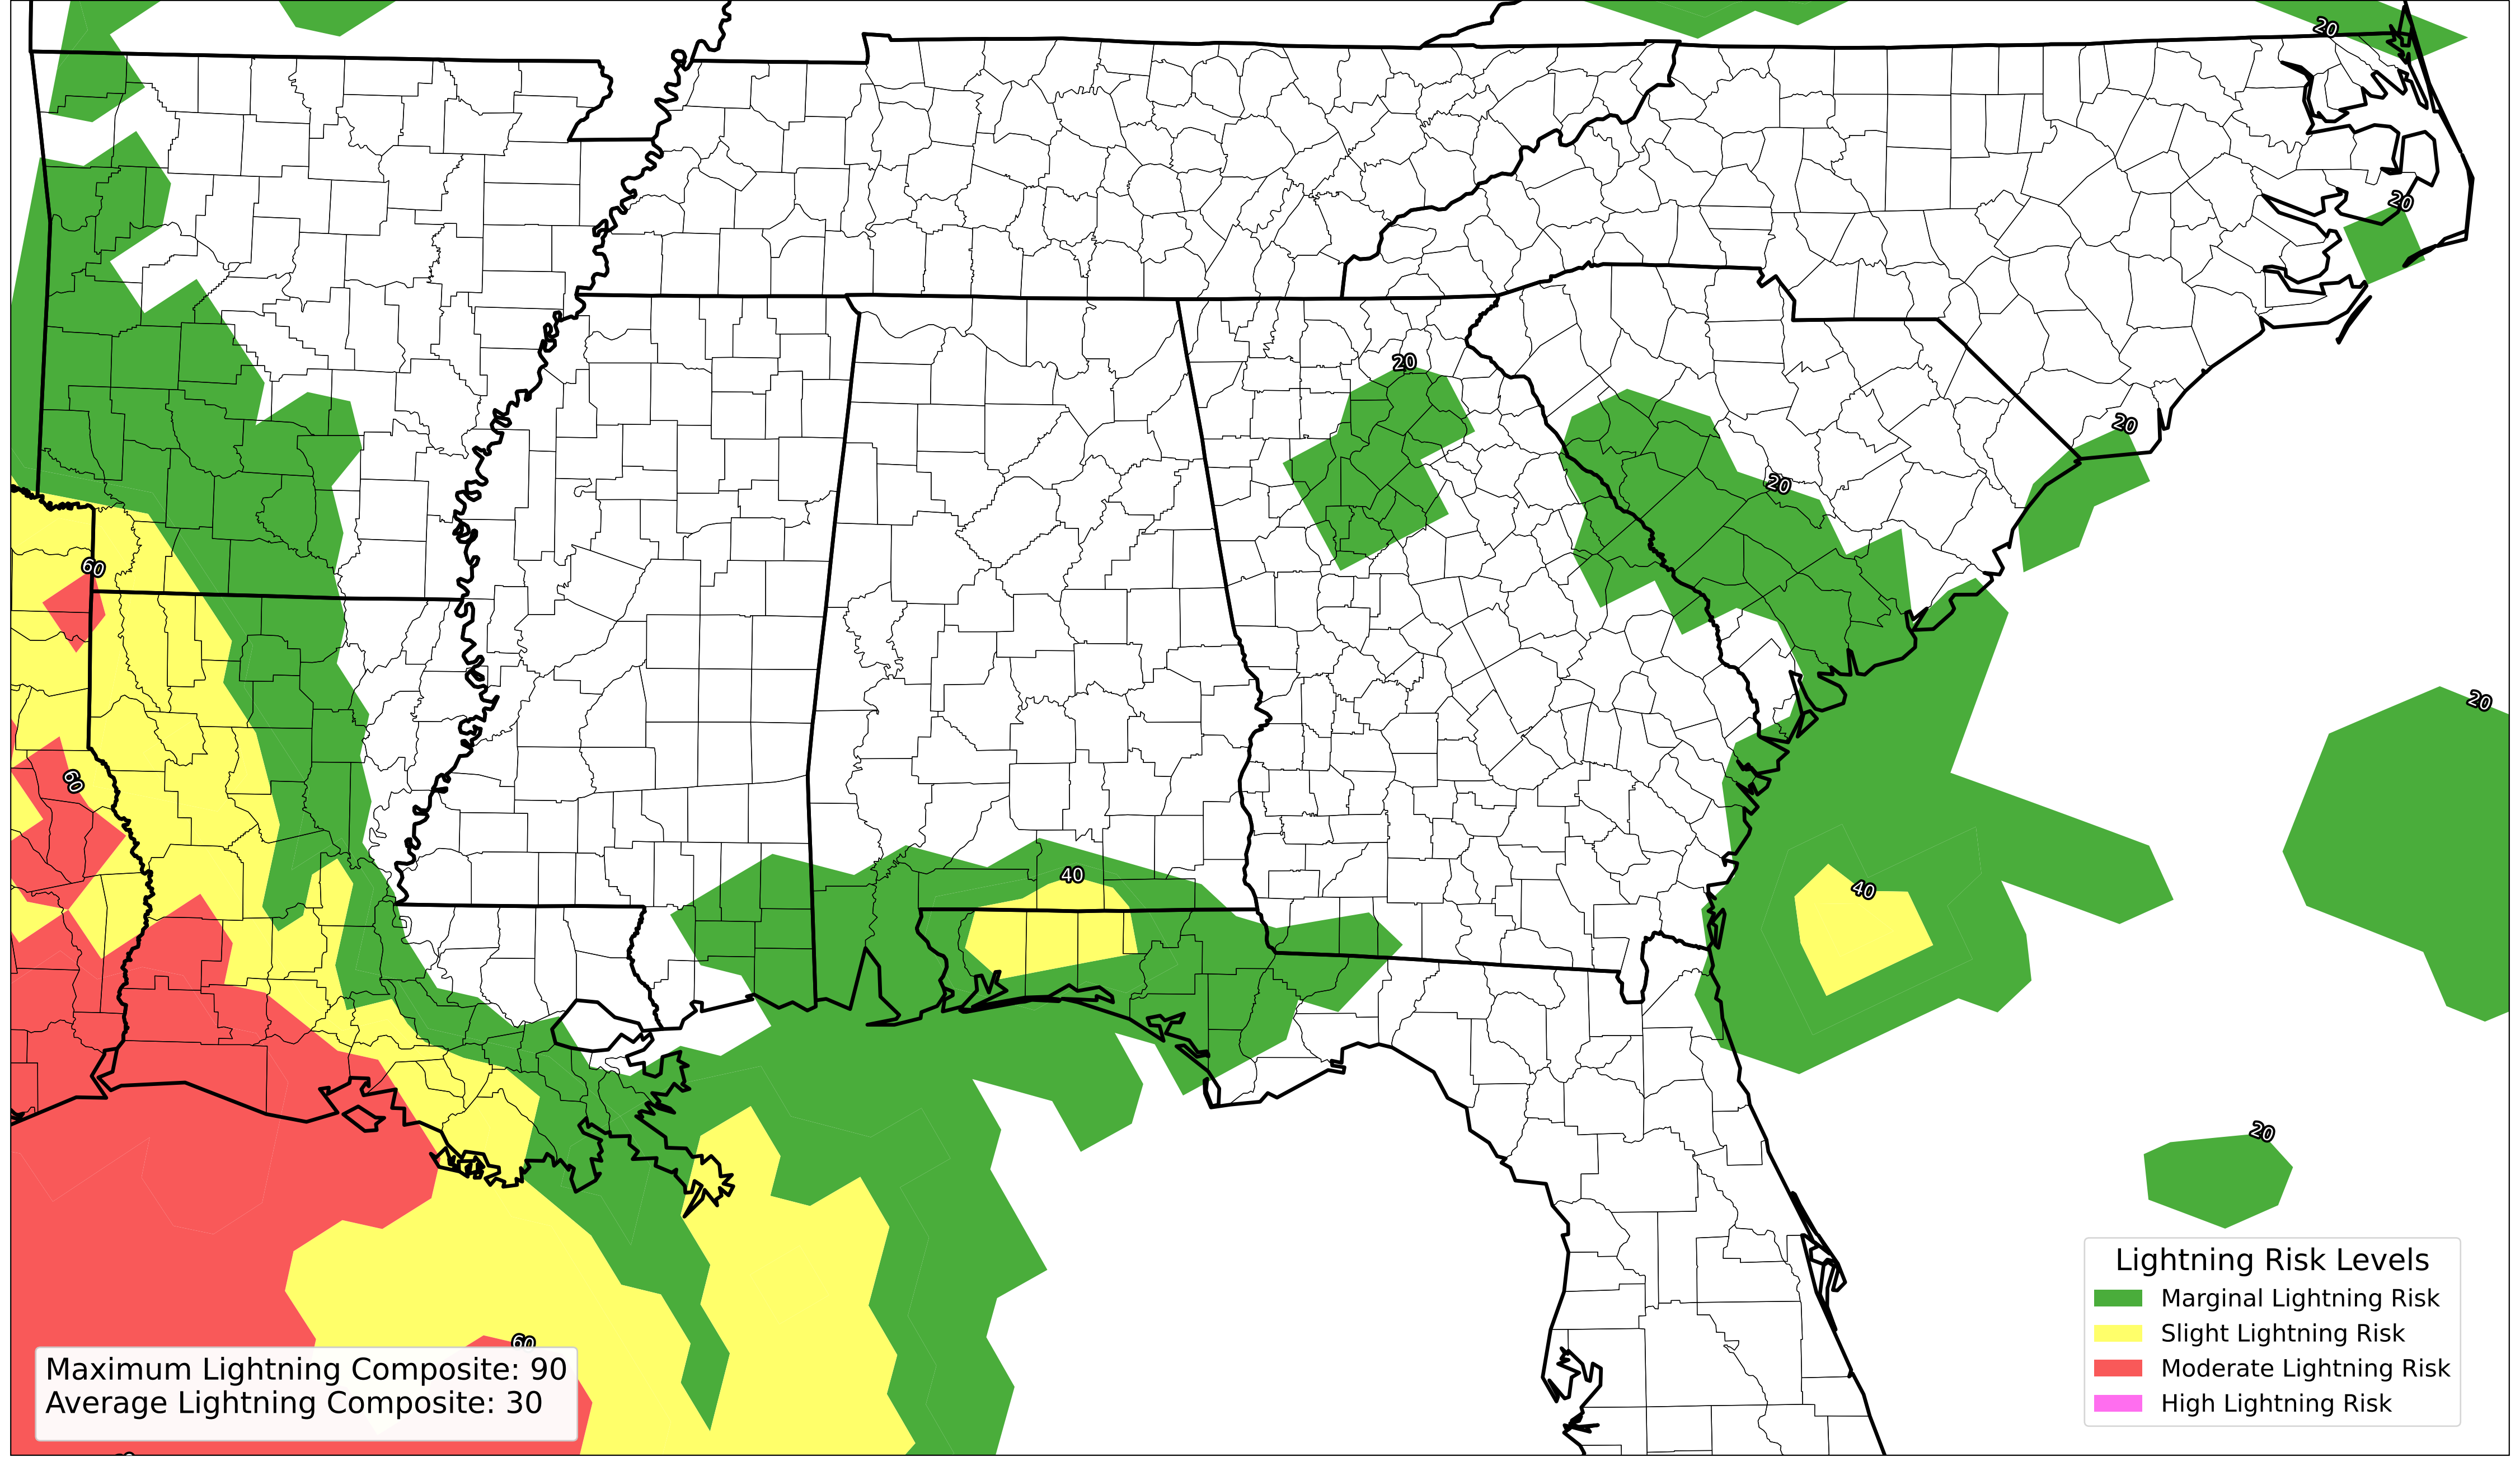 20
20
20
20
20
60
20
60
40
40
20
Lightning Risk Levels
Marginal Lightning Risk
Slight Lightning Risk
Moderate Lightning Risk
High Lightning Risk
60
Maximum Lightning Composite: 90
Average Lightning Composite: 30